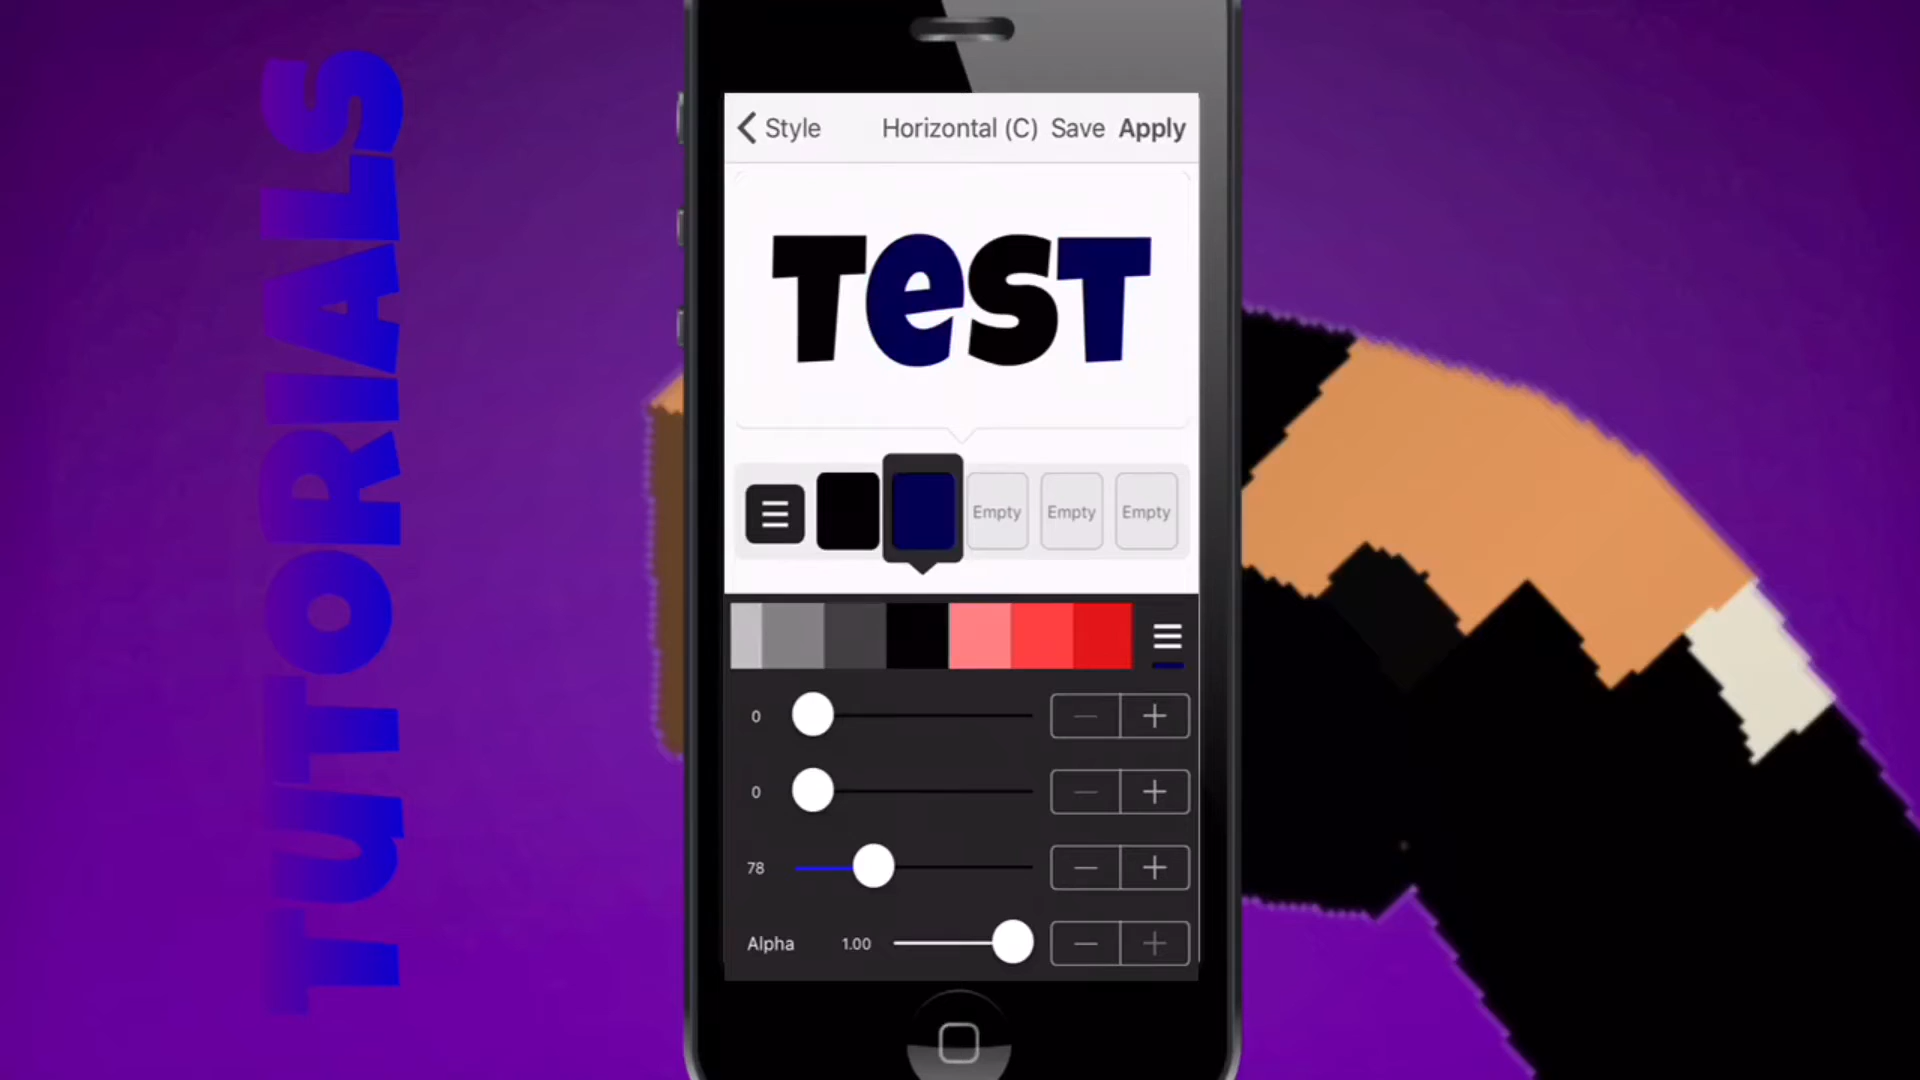 TUTORIALS
Style Horizontal (C) Save Apply
TeST
Empty Empty Empty
0
0
78
Alpha 1.00